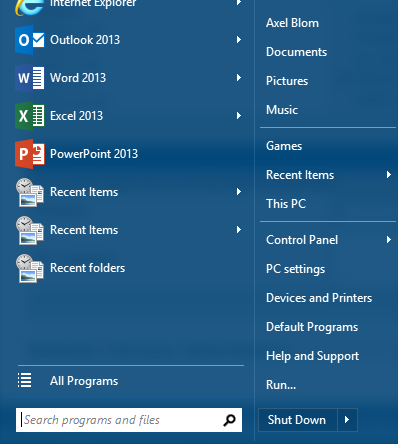 Internet Explorer
Outlook 2013
Word 2013
Excel 2013
PowerPoint 2013
Recent Items
Recent Items
Recent folders
All Programs
Search programs and files
Axel Blom
Documents
Pictures
Music
Games
Recent Items
This PC
Control Panel
PC settings
Devices and Printers
Default Programs
Help and Support
Run...
Shut Down